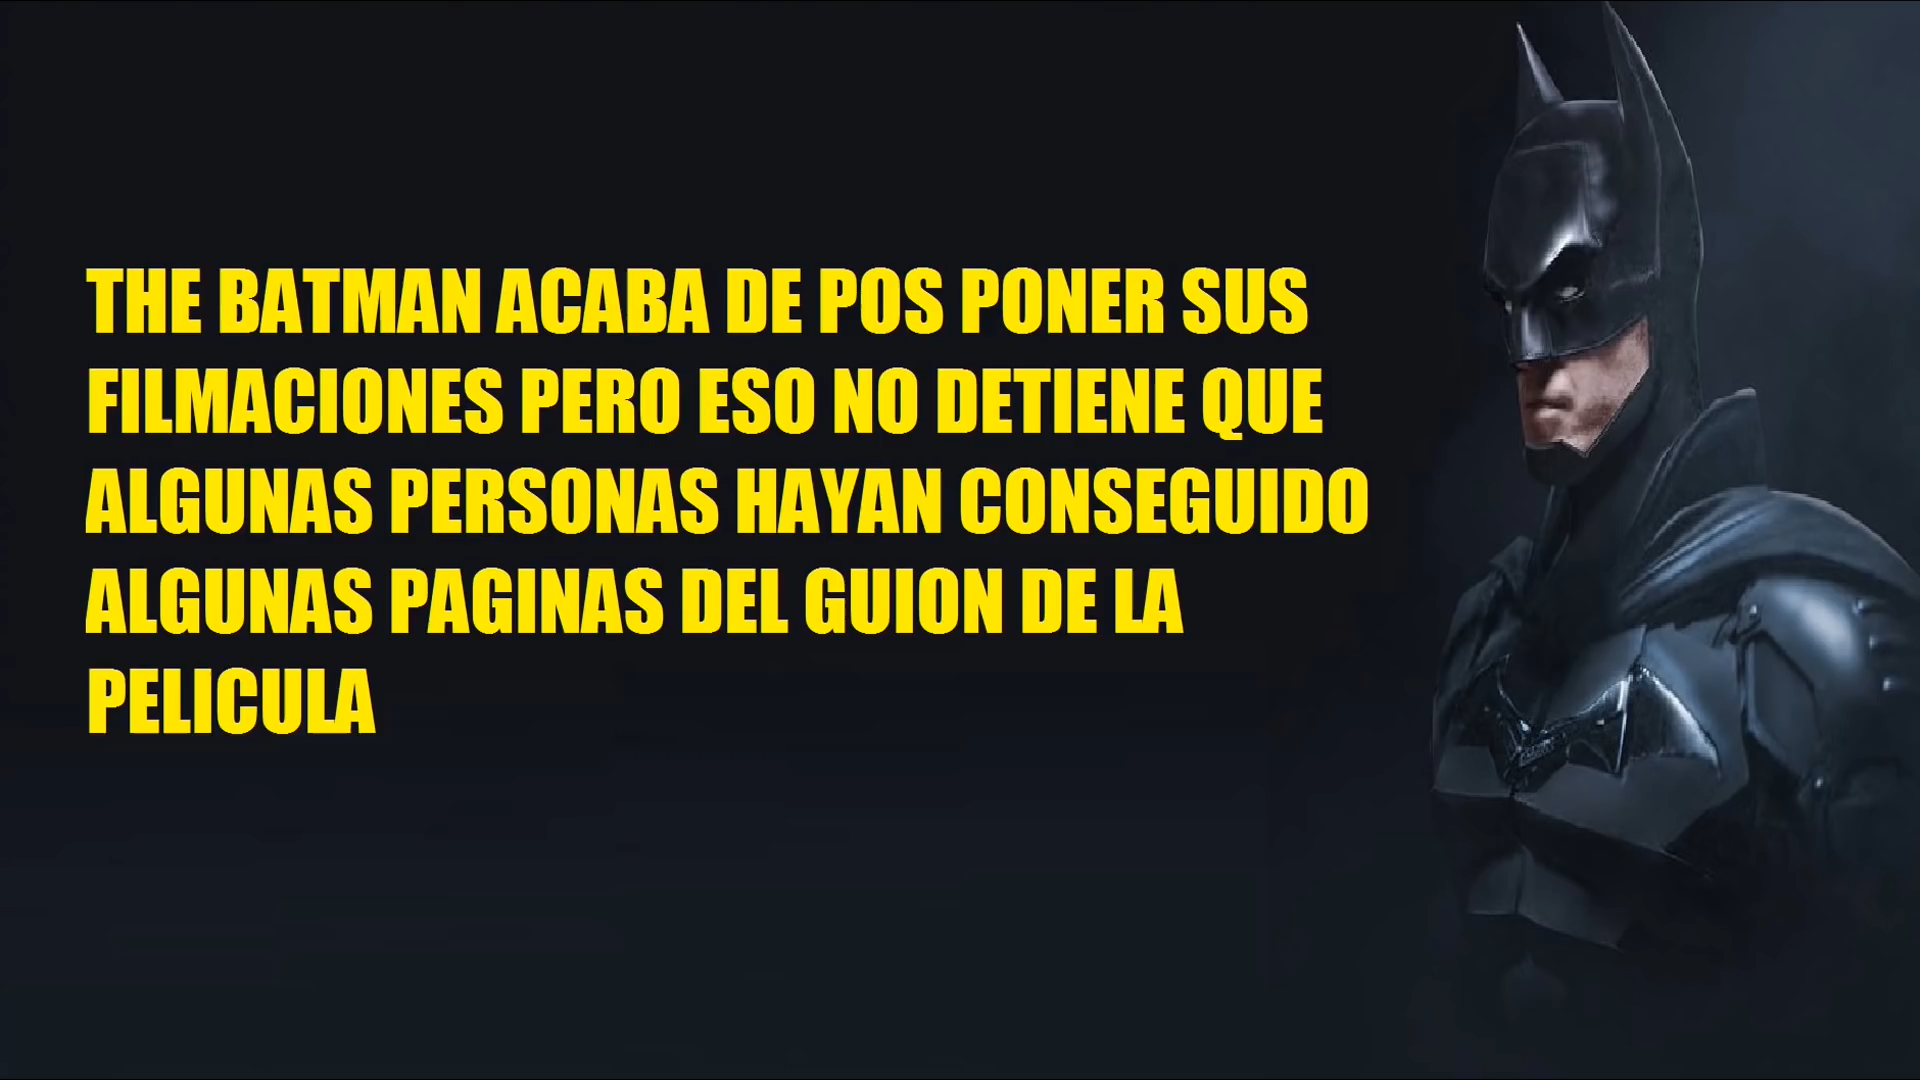 THE BATMAN ACABA DE POS PONER SUS
FILMACIONES PERO ESO NO DETIENE QUE
ALGUNAS PERSONAS HAYAN CONSEGUIDO
ALGUNAS PAGINAS DEL GUION DE LA
PELICULA